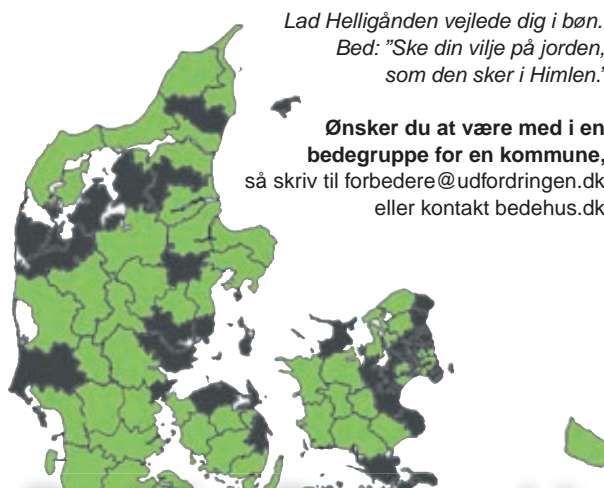 Lad Helligånden vejlede dig i bøn.
Bed: ”Ske din vilje på jorden,
som den sker i Himlen.”
Ønsker du at være med i en
bedegruppe for en kommune,
så skriv til forbedere@udfordringen.dk
eller kontakt bedehus.dk